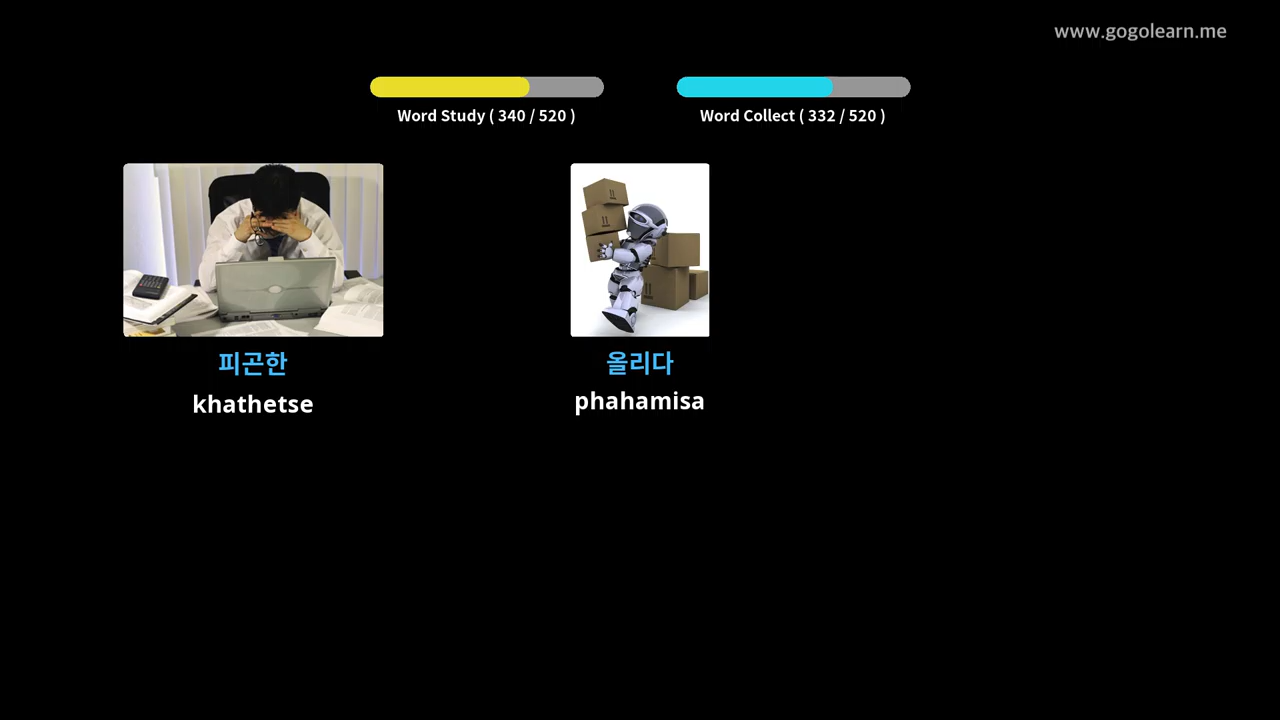 www.gogolearn.me
Word Study ( 340 / 520 )
Word Collect ( 332 / 520 )
피곤한
khathetse
올리다
phahamisa